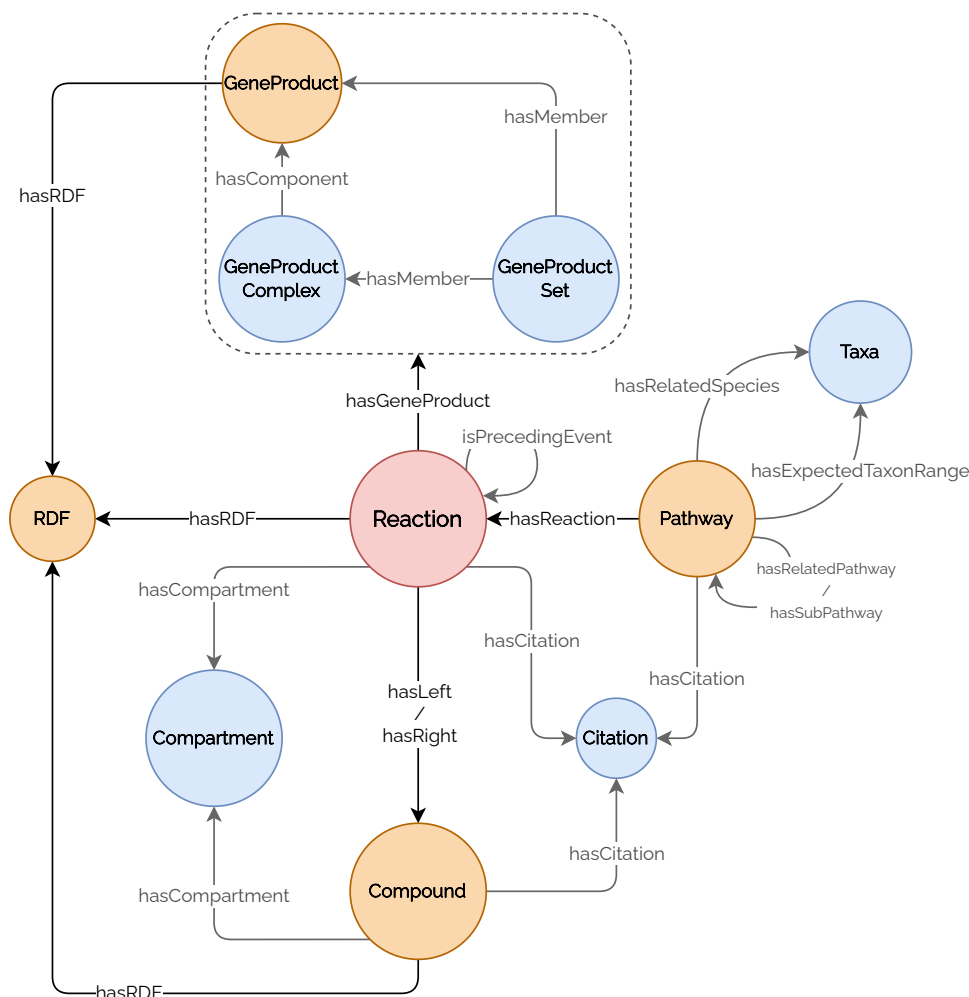 GeneProduct
hasMember
hasComponent
hasRDF
GeneProduct
Complex
hasMember
GeneProduct
Set
Taxa
hasRelatedSpecies
hasGeneProduct
isPrecedingEvent
hasExpectedTaxonRange
RDF
hasRDF
Reaction
hasReaction
Pathway
hasRelatedPathway
/
hasSubPathway
hasCompartment
hasCitation
hasCitation
hasLeft
/
hasRight
Compartment
Citation
hasCitation
Compound
hasCompartment
hasRDF